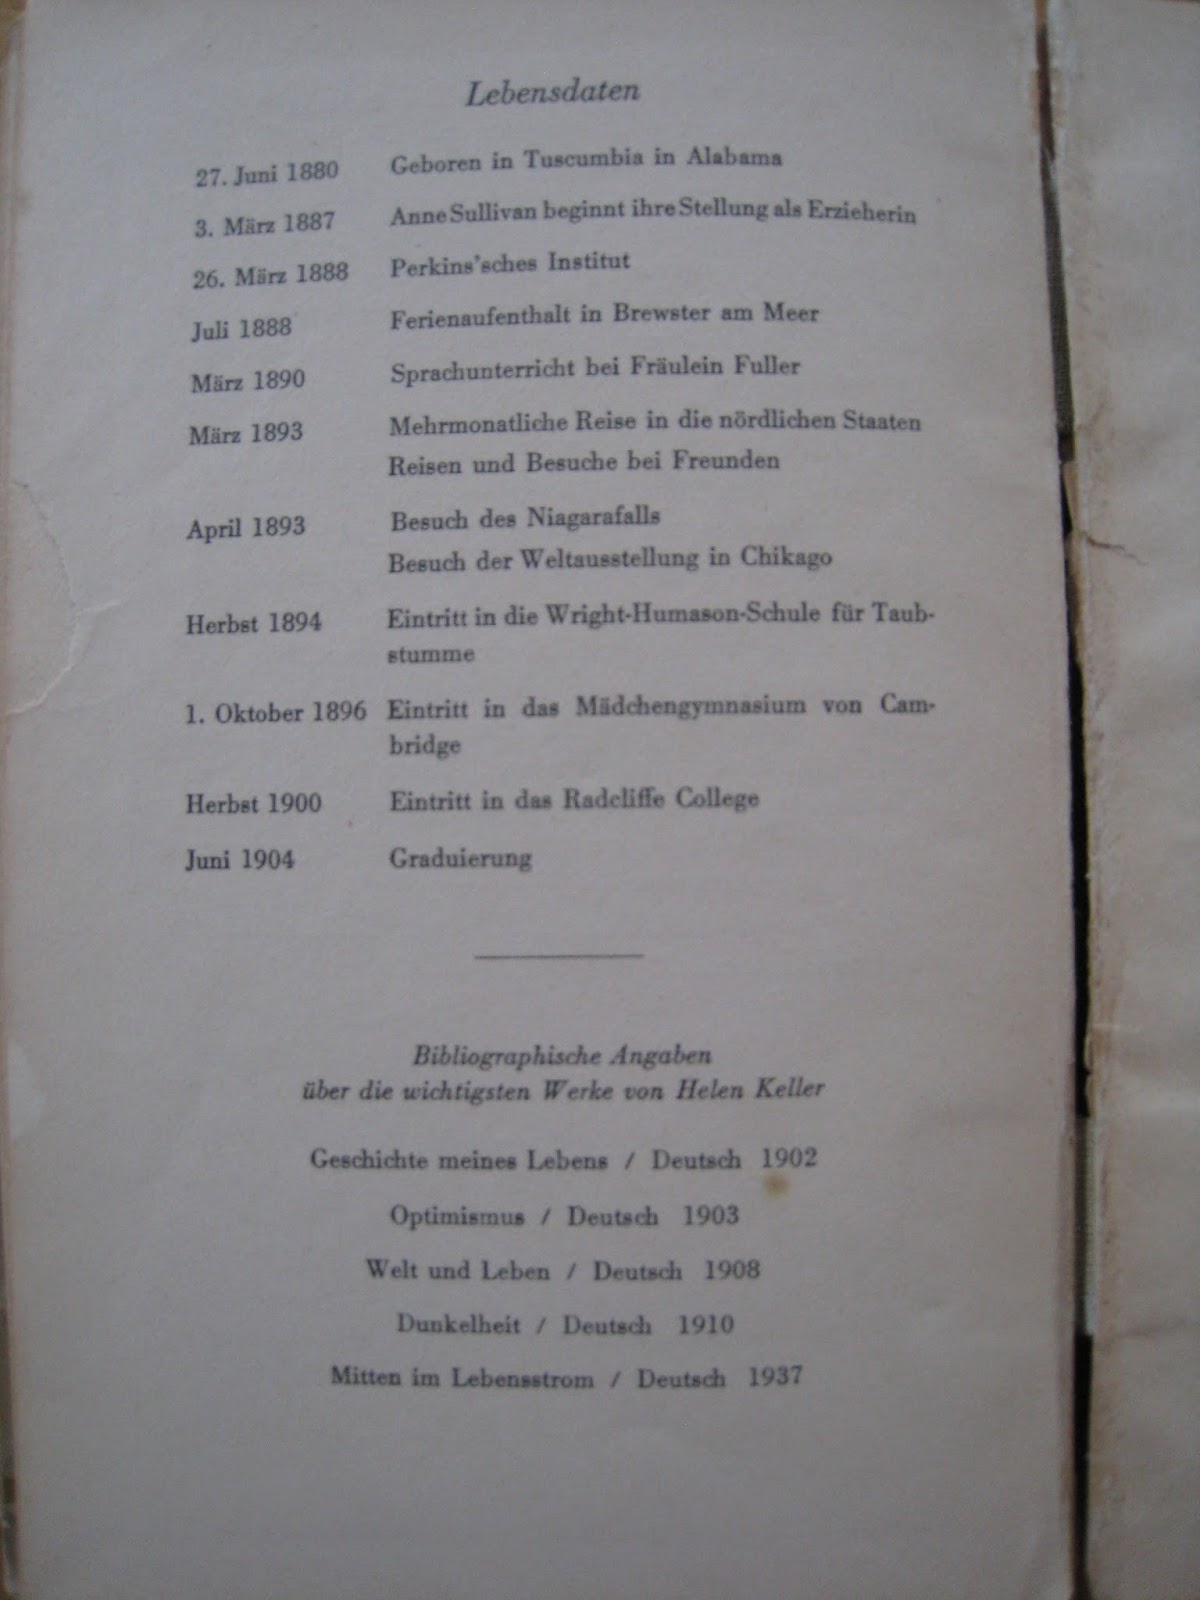 Lebensdaten
27. Juni 1880 Geboren in Tuscumbia in Alabama
3. März 1887 Anne Sullivan beginnt ihre Stellung als Erzieherin
26. März 1888 Perkins'sches Institut
Juli 1888 Ferienaufenthalt in Brewster am Meer
März 1890 Sprachunterricht bei Fräulein Fuller
März 1893 Mehrmonatliche Reise in die nördlichen Staaten
Reisen und Besuche bei Freunden
April 1893 Besuch des Niagarafalls
Besuch der Weltausstellung in Chikago
Herbst 1894 Eintritt in die Wright-Humason-Schule für Taub-
stumme
1. Oktober 1896 Eintritt in das Mädchengymnasium von Cam-
bridge
Herbst 1900 Eintritt in das Radcliffe College
Juni 1904 Graduierung
Bibliographische Angaben
über die wichtigsten Werke von Helen Keller
Geschichte meines Lebens / Deutsch 1902
Optimismus / Deutsch 1903
Welt und Leben / Deutsch 1908
Dunkelheit / Deutsch 1910
Mitten im Lebensstrom / Deutsch 1937